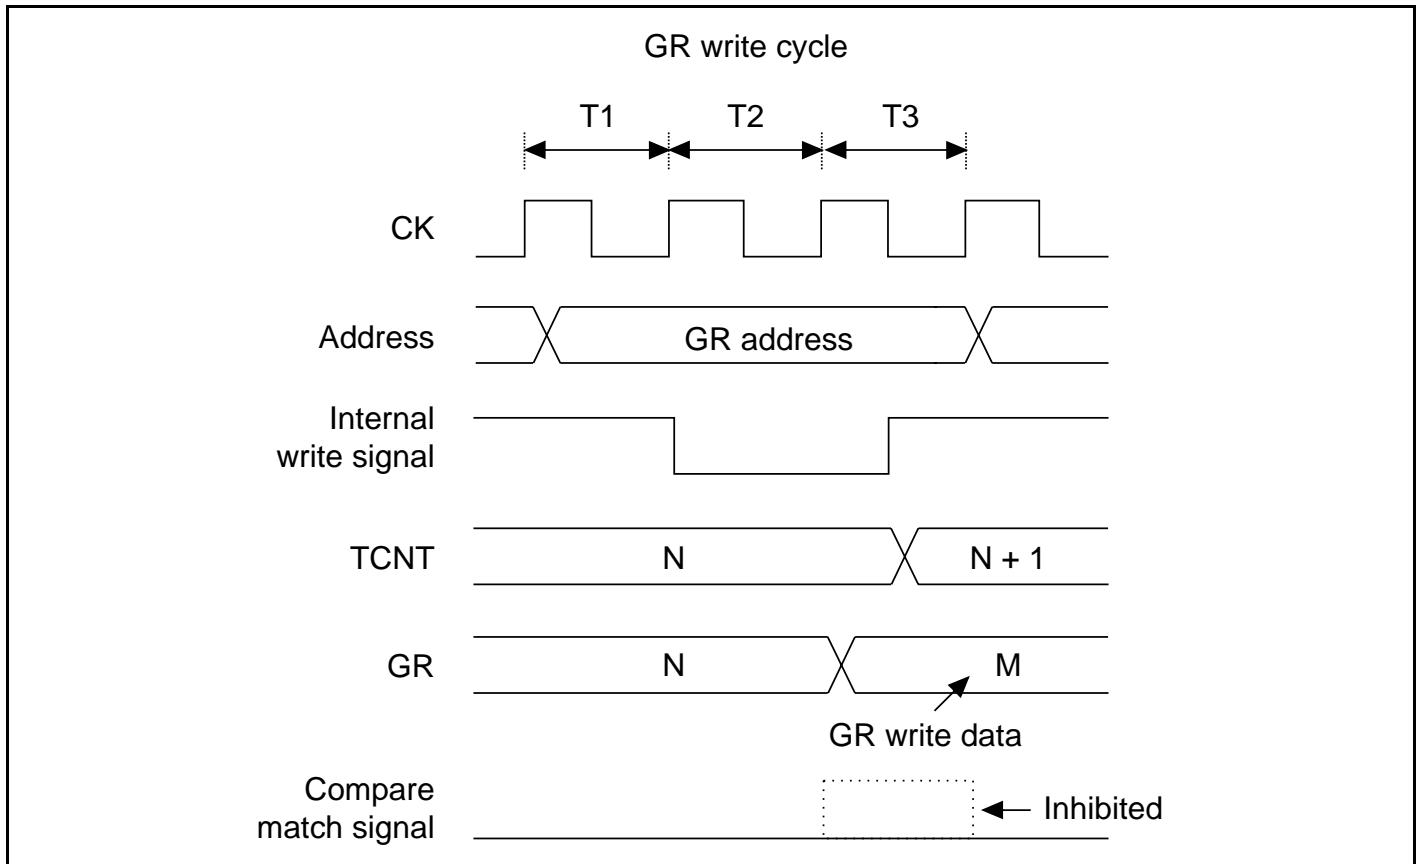 GR write cycle
T1 T2 T3
CK
Address GR address
Internal
write signal
TCNT N N + 1
GR N M
GR write data
Compare
match signal Inhibited